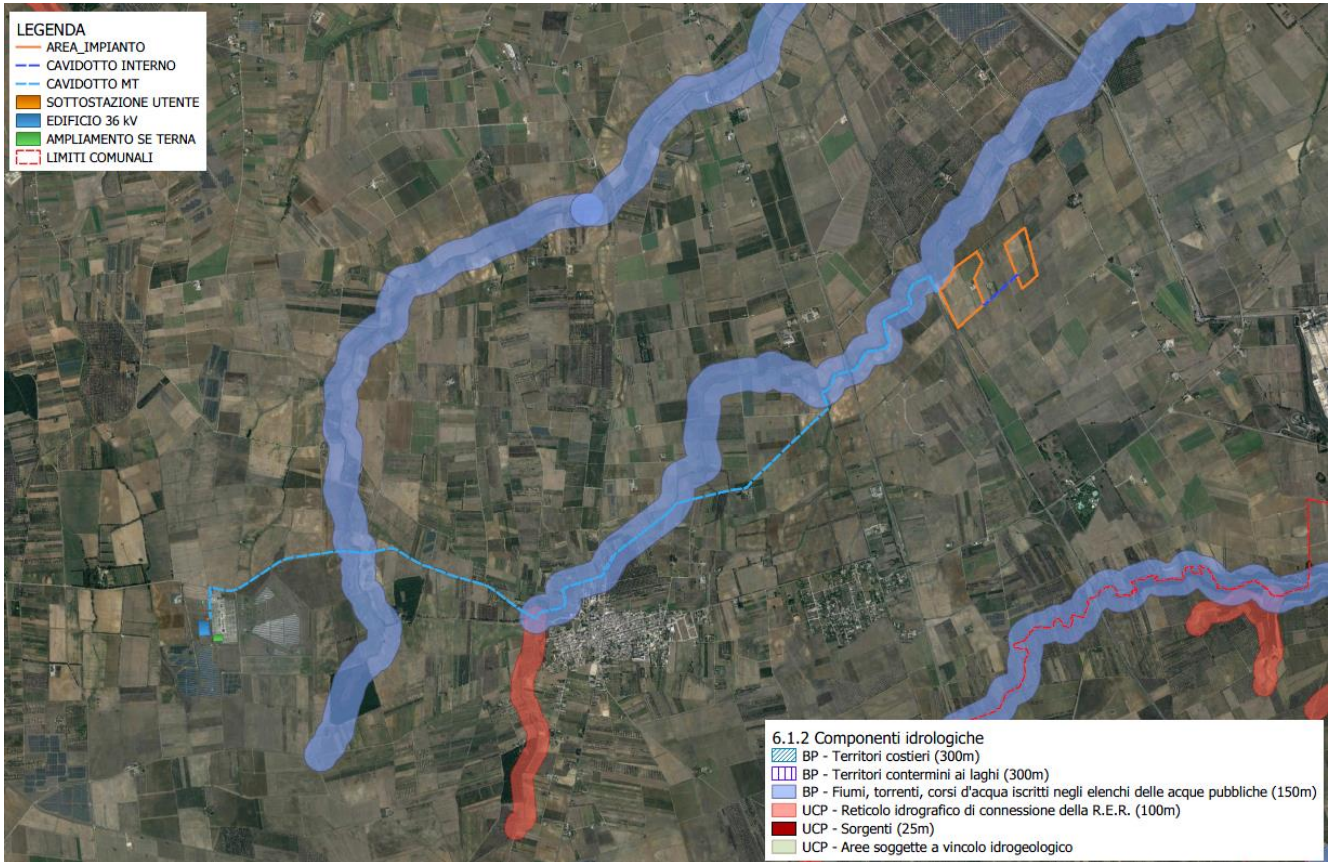 LEGENDA
AREA_IMPIANTO
CAVIDOTTO INTERNO
CAVIDOTTO MT
SOTTOSTAZIONE UTENTE
EDIFICIO 36 kV
AMPLIAMENTO SE TERNA
LIMITI COMUNALI
6.1.2 Componenti idrologiche
BP - Territori costieri (300m)
BP - Territori contermini ai laghi (300m)
BP - Fiumi, torrenti, corsi d'acqua iscritti negli elenchi delle acque pubbliche (150m)
UCP - Reticolo idrografico di connessione della R.E.R. (100m)
UCP - Sorgenti (25m)
UCP - Aree soggette a vincolo idrogeologico